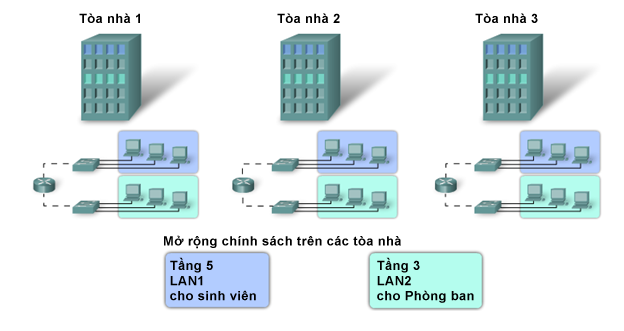 Tòa nhà 1
Tòa nhà 2
Tòa nhà 3
Mở rộng chính sách trên các tòa nhà
Tầng 5
LAN1
cho sinh viên
Tầng 3
LAN2
cho Phòng ban